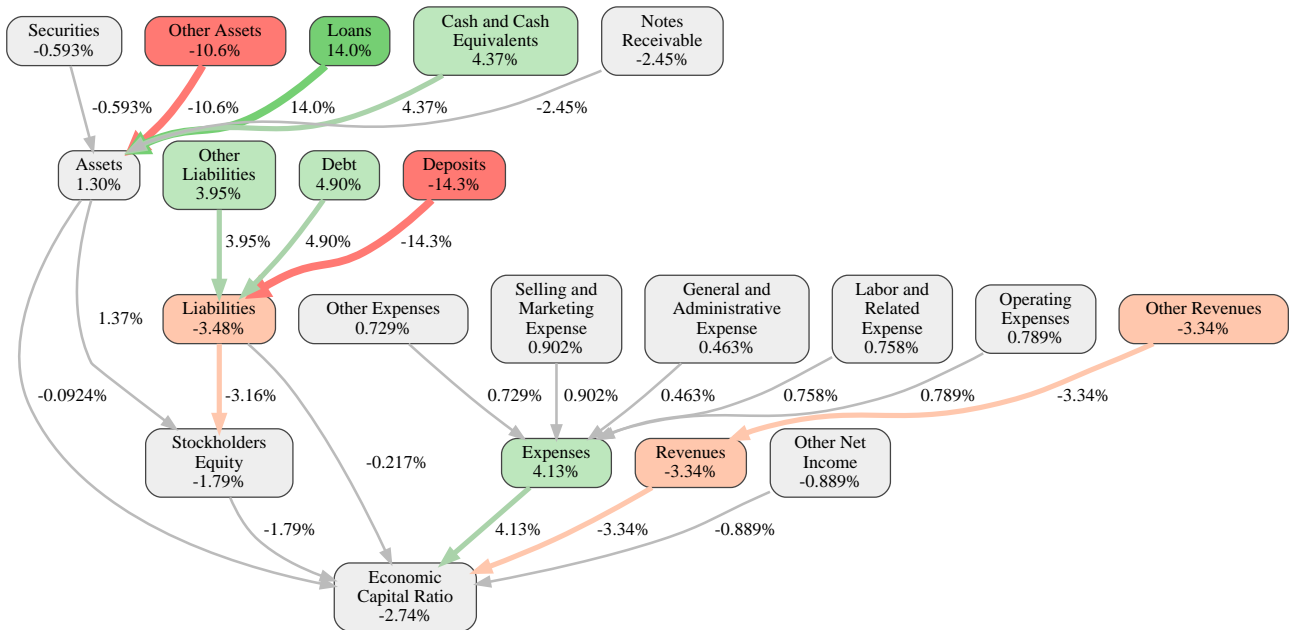 Securities
-0.593%
Other Assets
-10.6%
Loans
14.0%
Cash and Cash
Equivalents
4.37%
Notes
Receivable
-2.45%
-0.593%
-10.6%
14.0%
4.37%
-2.45%
Assets
1.30%
Other
Liabilities
3.95%
Debt
4.90%
Deposits
-14.3%
3.95%
4.90%
-14.3%
Liabilities
-3.48%
Other Expenses
0.729%
Selling and
Marketing
Expense
0.902%
General and
Administrative
Expense
0.463%
Labor and
Related
Expense
0.758%
Operating
Expenses
0.789%
Other Revenues
-3.34%
1.37%
-0.0924%
-3.16%
0.729%
0.902%
0.463%
0.758%
0.789%
-3.34%
Stockholders
Equity
-1.79%
-0.217%
Expenses
4.13%
Revenues
-3.34%
Other Net
Income
-0.889%
-1.79%
4.13%
-3.34%
-0.889%
Economic
Capital Ratio
-2.74%